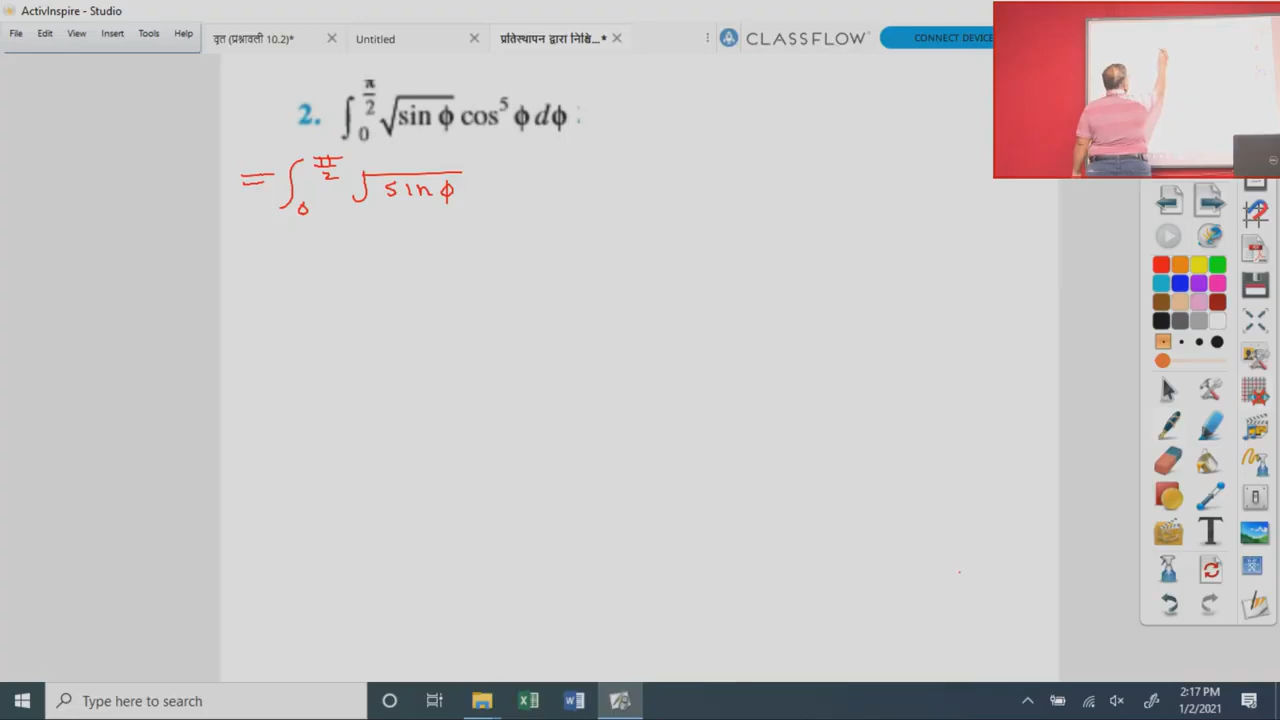 ActivInspire - Studio
File Edit View Insert Tools Help
वृत (प्रश्नावली 10.2)*
Untitled
प्रतिस्थापन द्वारा निश्चि...*
CLASSFLOW
CONNECT DEVICE
2. ∫₀^{π/2} √(sin ϕ) cos⁵ ϕ dϕ
= ∫₀^{π/2} √(sin ϕ)
T
Type here to search
2:17 PM
1/2/2021